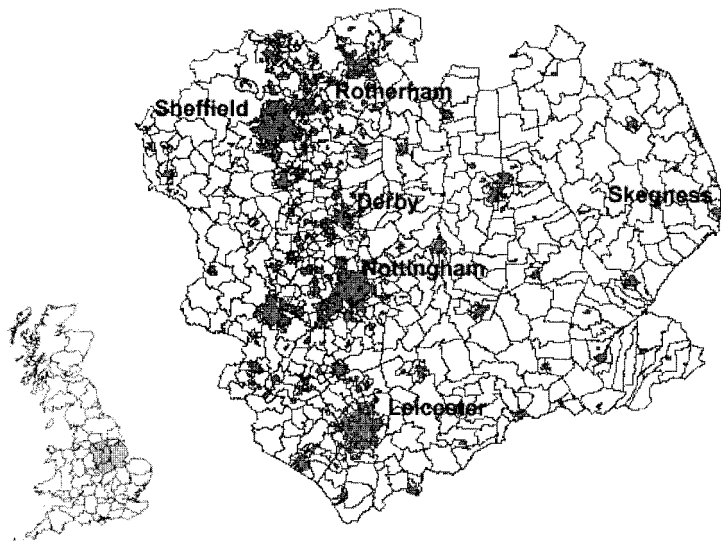 Rotherham
Sheffield
Derby
Skegness
Nottingham
Leicester